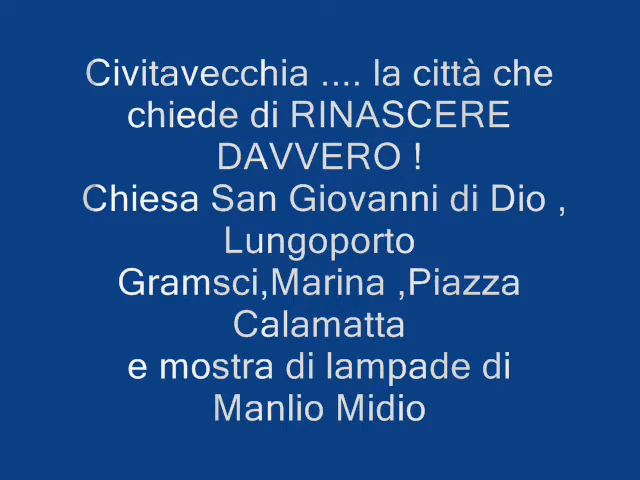 Civitavecchia .... la città che
chiede di RINASCERE
DAVVERO !
Chiesa San Giovanni di Dio ,
Lungoporto
Gramsci,Marina ,Piazza
Calamatta
e mostra di lampade di
Manlio Midio